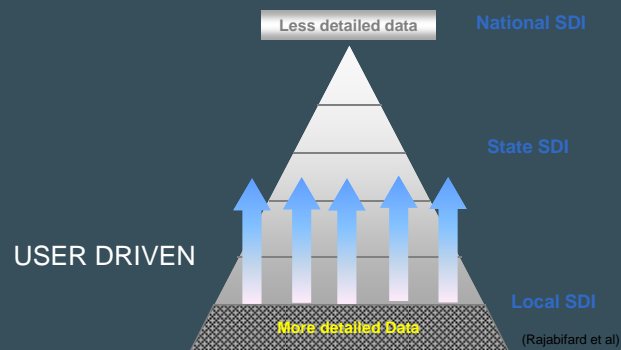 Less detailed data
National SDI
State SDI
USER DRIVEN
Local SDI
More detailed Data
(Rajabifard et al)